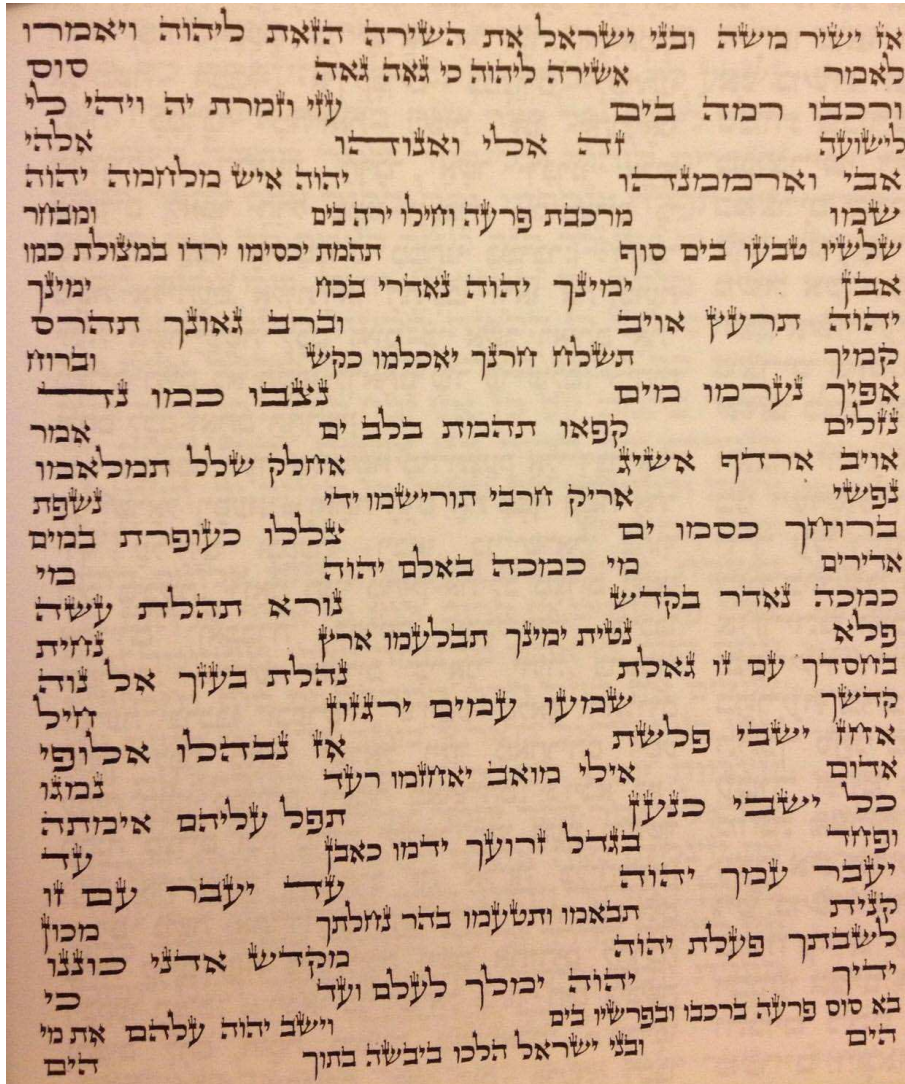 אז ישיר משה ובני ישראל את השירה הזאת ליהוה ויאמרו
לאמר אשירה ליהוה כי גאה גאה סוס
ורכבו רמה בים עזי וזמרת יה ויהי לי
לישועה זה אלי ואנוהו אלהי
אבי וארממנהו יהוה איש מלחמה יהוה
שמו מרכבת פרעה וחילו ירה בים ומבחר
שלשיו טבעו בים סוף תהמת יכסימו ירדו במצולת כמו
אבן ימינך יהוה נאדרי בכח ימינך
יהוה תרעץ אויב וברב גאונך תהרס
קמיך תשלח חרנך יאכלמו כקש וברוח
אפיך נערמו מים נצבו כמו נד
נזלים קפאו תהמת בלב ים אמר
אויב ארדף אשיג אחלק שלל תמלאמו
נפשי אריק חרבי תורישמו ידי נשפת
ברוחך כסמו ים צללו כעופרת במים
אדירים מי כמכה באלם יהוה מי
כמכה נאדר בקדש נורא תהלת עשה
פלא נטית ימינך תבלעמו ארץ נחית
בחסדך עם זו גאלת נהלת בעזך אל נוה
קדשך שמעו עמים ירגזון חיל
אחז ישבי פלשת אז נבהלו אלופי
אדום אילי מואב יאחזמו רעד נמגו
כל ישבי כנען תפל עליהם אימתה
ופחד בגדל זרועך ידמו כאבן עד
יעבר עמך יהוה עד יעבר עם זו
קנית תבאמו ותטעמו בהר נחלתך מכון
לשבתך פעלת יהוה מקדש אדני כוננו
ידיך יהוה ימלך לעלם ועד כי
בא סוס פרעה ברכבו ובפרשיו בים וישב יהוה עלהם את מי
הים ובני ישראל הלכו ביבשה בתוך הים